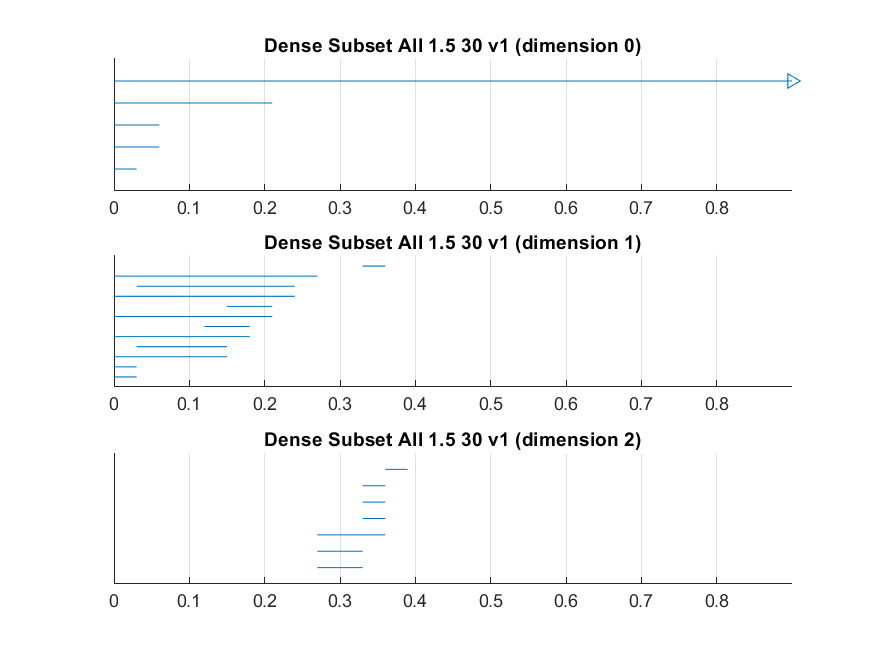 Dense Subset All 1.5 30 v1 (dimension 0)
0 0.1 0.2 0.3 0.4 0.5 0.6 0.7 0.8
Dense Subset All 1.5 30 v1 (dimension 1)
0 0.1 0.2 0.3 0.4 0.5 0.6 0.7 0.8
Dense Subset All 1.5 30 v1 (dimension 2)
0 0.1 0.2 0.3 0.4 0.5 0.6 0.7 0.8